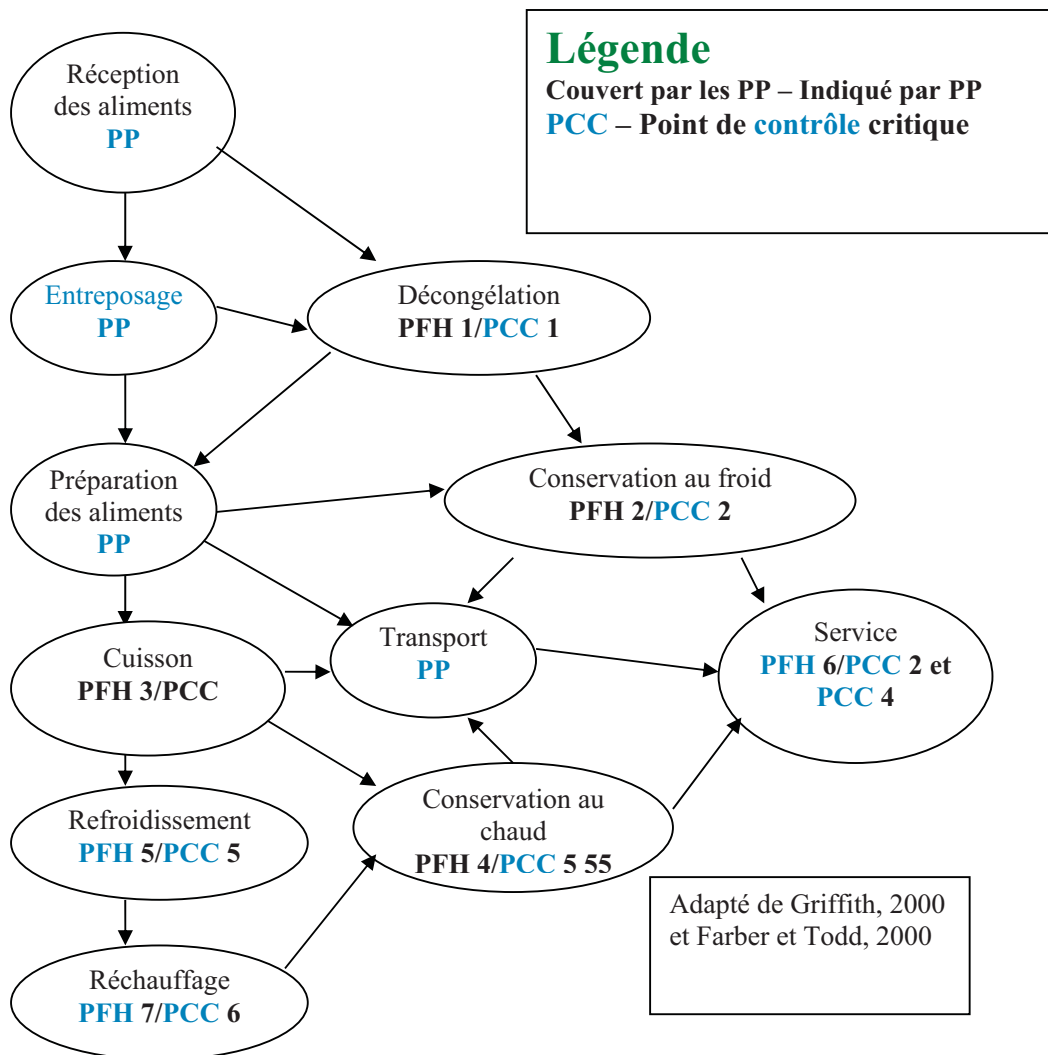 Réception
des aliments
PP
Légende
Couvert par les PP – Indiqué par PP
PCC – Point de contrôle critique
Entreposage
PP
Décongélation
PFH 1/PCC 1
Préparation
des aliments
PP
Conservation au froid
PFH 2/PCC 2
Cuisson
PFH 3/PCC
Transport
PP
Service
PFH 6/PCC 2 et
PCC 4
Refroidissement
PFH 5/PCC 5
Conservation au
chaud
PFH 4/PCC 5 55
Réchauffage
PFH 7/PCC 6
Adapté de Griffith, 2000
et Farber et Todd, 2000